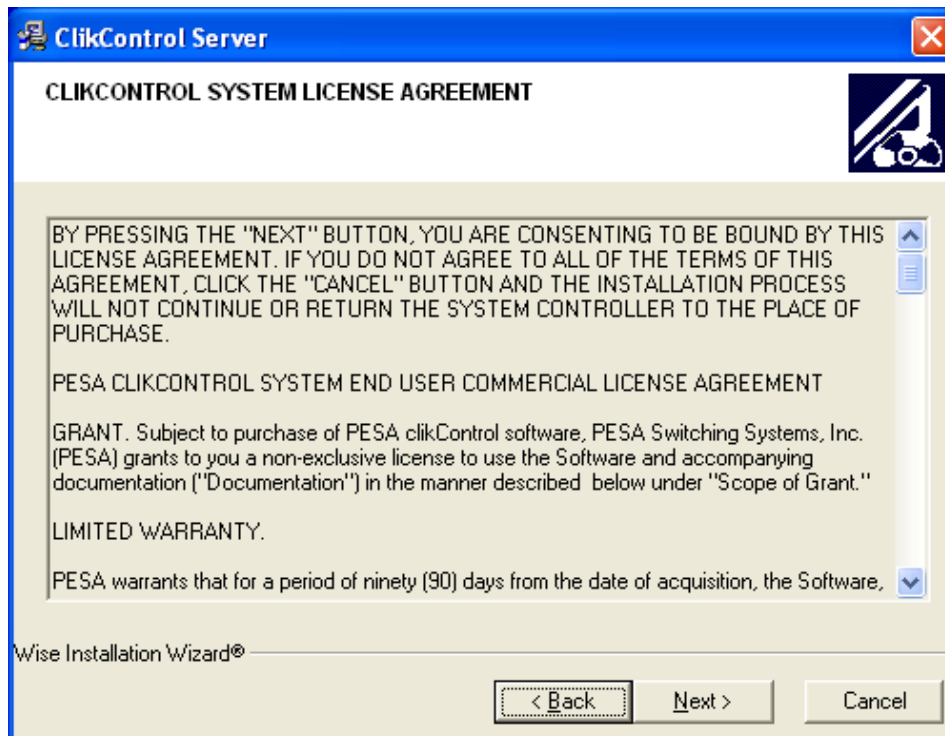 ClikControl Server
CLIKCONTROL SYSTEM LICENSE AGREEMENT
BY PRESSING THE "NEXT" BUTTON, YOU ARE CONSENTING TO BE BOUND BY THIS
LICENSE AGREEMENT. IF YOU DO NOT AGREE TO ALL OF THE TERMS OF THIS
AGREEMENT, CLICK THE "CANCEL" BUTTON AND THE INSTALLATION PROCESS
WILL NOT CONTINUE OR RETURN THE SYSTEM CONTROLLER TO THE PLACE OF
PURCHASE.
PESA CLIKCONTROL SYSTEM END USER COMMERCIAL LICENSE AGREEMENT
GRANT. Subject to purchase of PESA clikControl software, PESA Switching Systems, Inc.
(PESA) grants to you a non-exclusive license to use the Software and accompanying
documentation ("Documentation") in the manner described  below under "Scope of Grant."
LIMITED WARRANTY.
PESA warrants that for a period of ninety (90) days from the date of acquisition, the Software,
Wise Installation Wizard®
< Back
Next >
Cancel